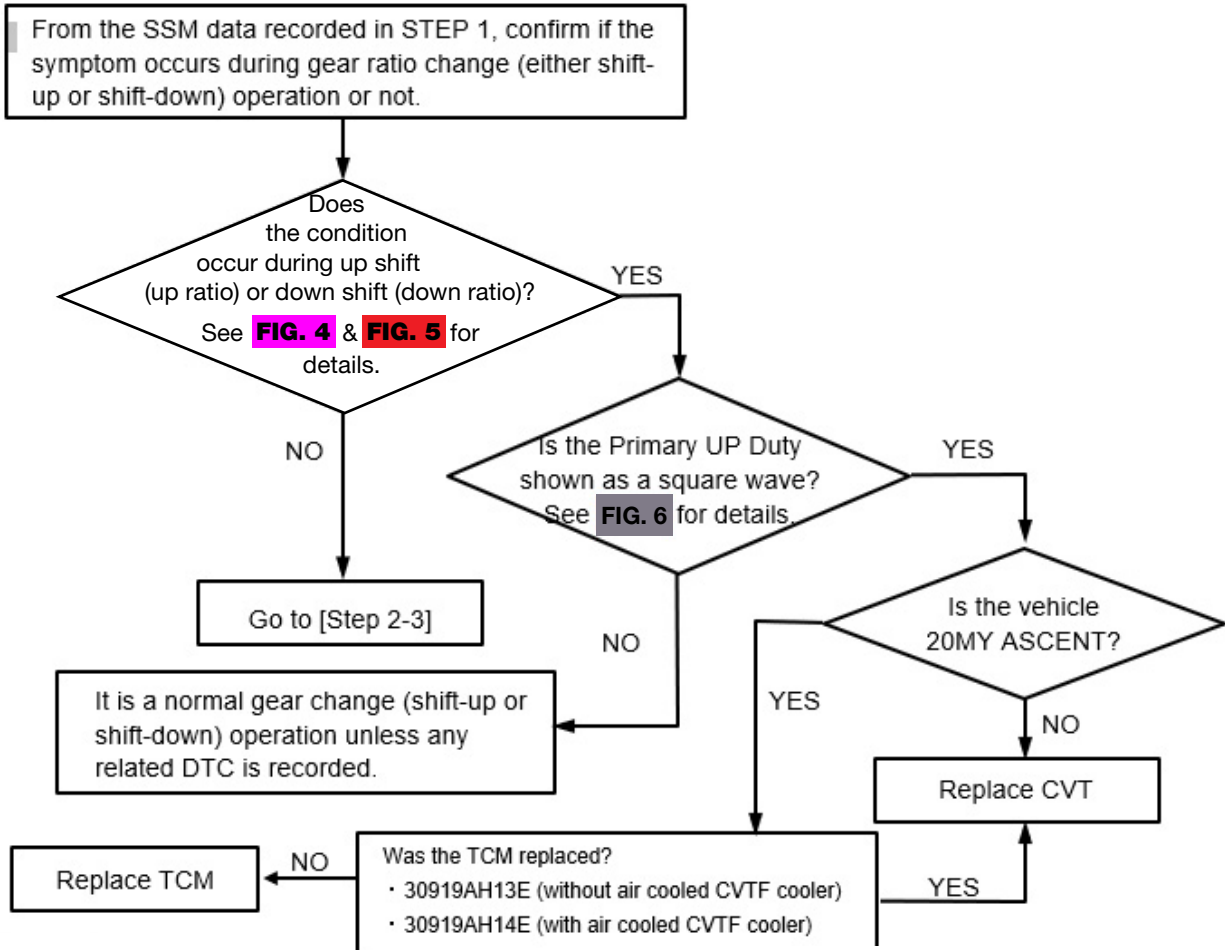 From the SSM data recorded in STEP 1, confirm if the
symptom occurs during gear ratio change (either shift-
up or shift-down) operation or not.
Does
the condition
occur during up shift
(up ratio) or down shift (down ratio)?
See FIG. 4 & FIG. 5 for
details.
YES
NO
Is the Primary UP Duty
shown as a square wave?
See FIG. 6 for details.
YES
Go to [Step 2-3]
NO
Is the vehicle
20MY ASCENT?
It is a normal gear change (shift-up or
shift-down) operation unless any
related DTC is recorded.
YES
NO
Replace CVT
Was the TCM replaced?
・30919AH13E (without air cooled CVTF cooler)
・30919AH14E (with air cooled CVTF cooler)
NO
YES
Replace TCM